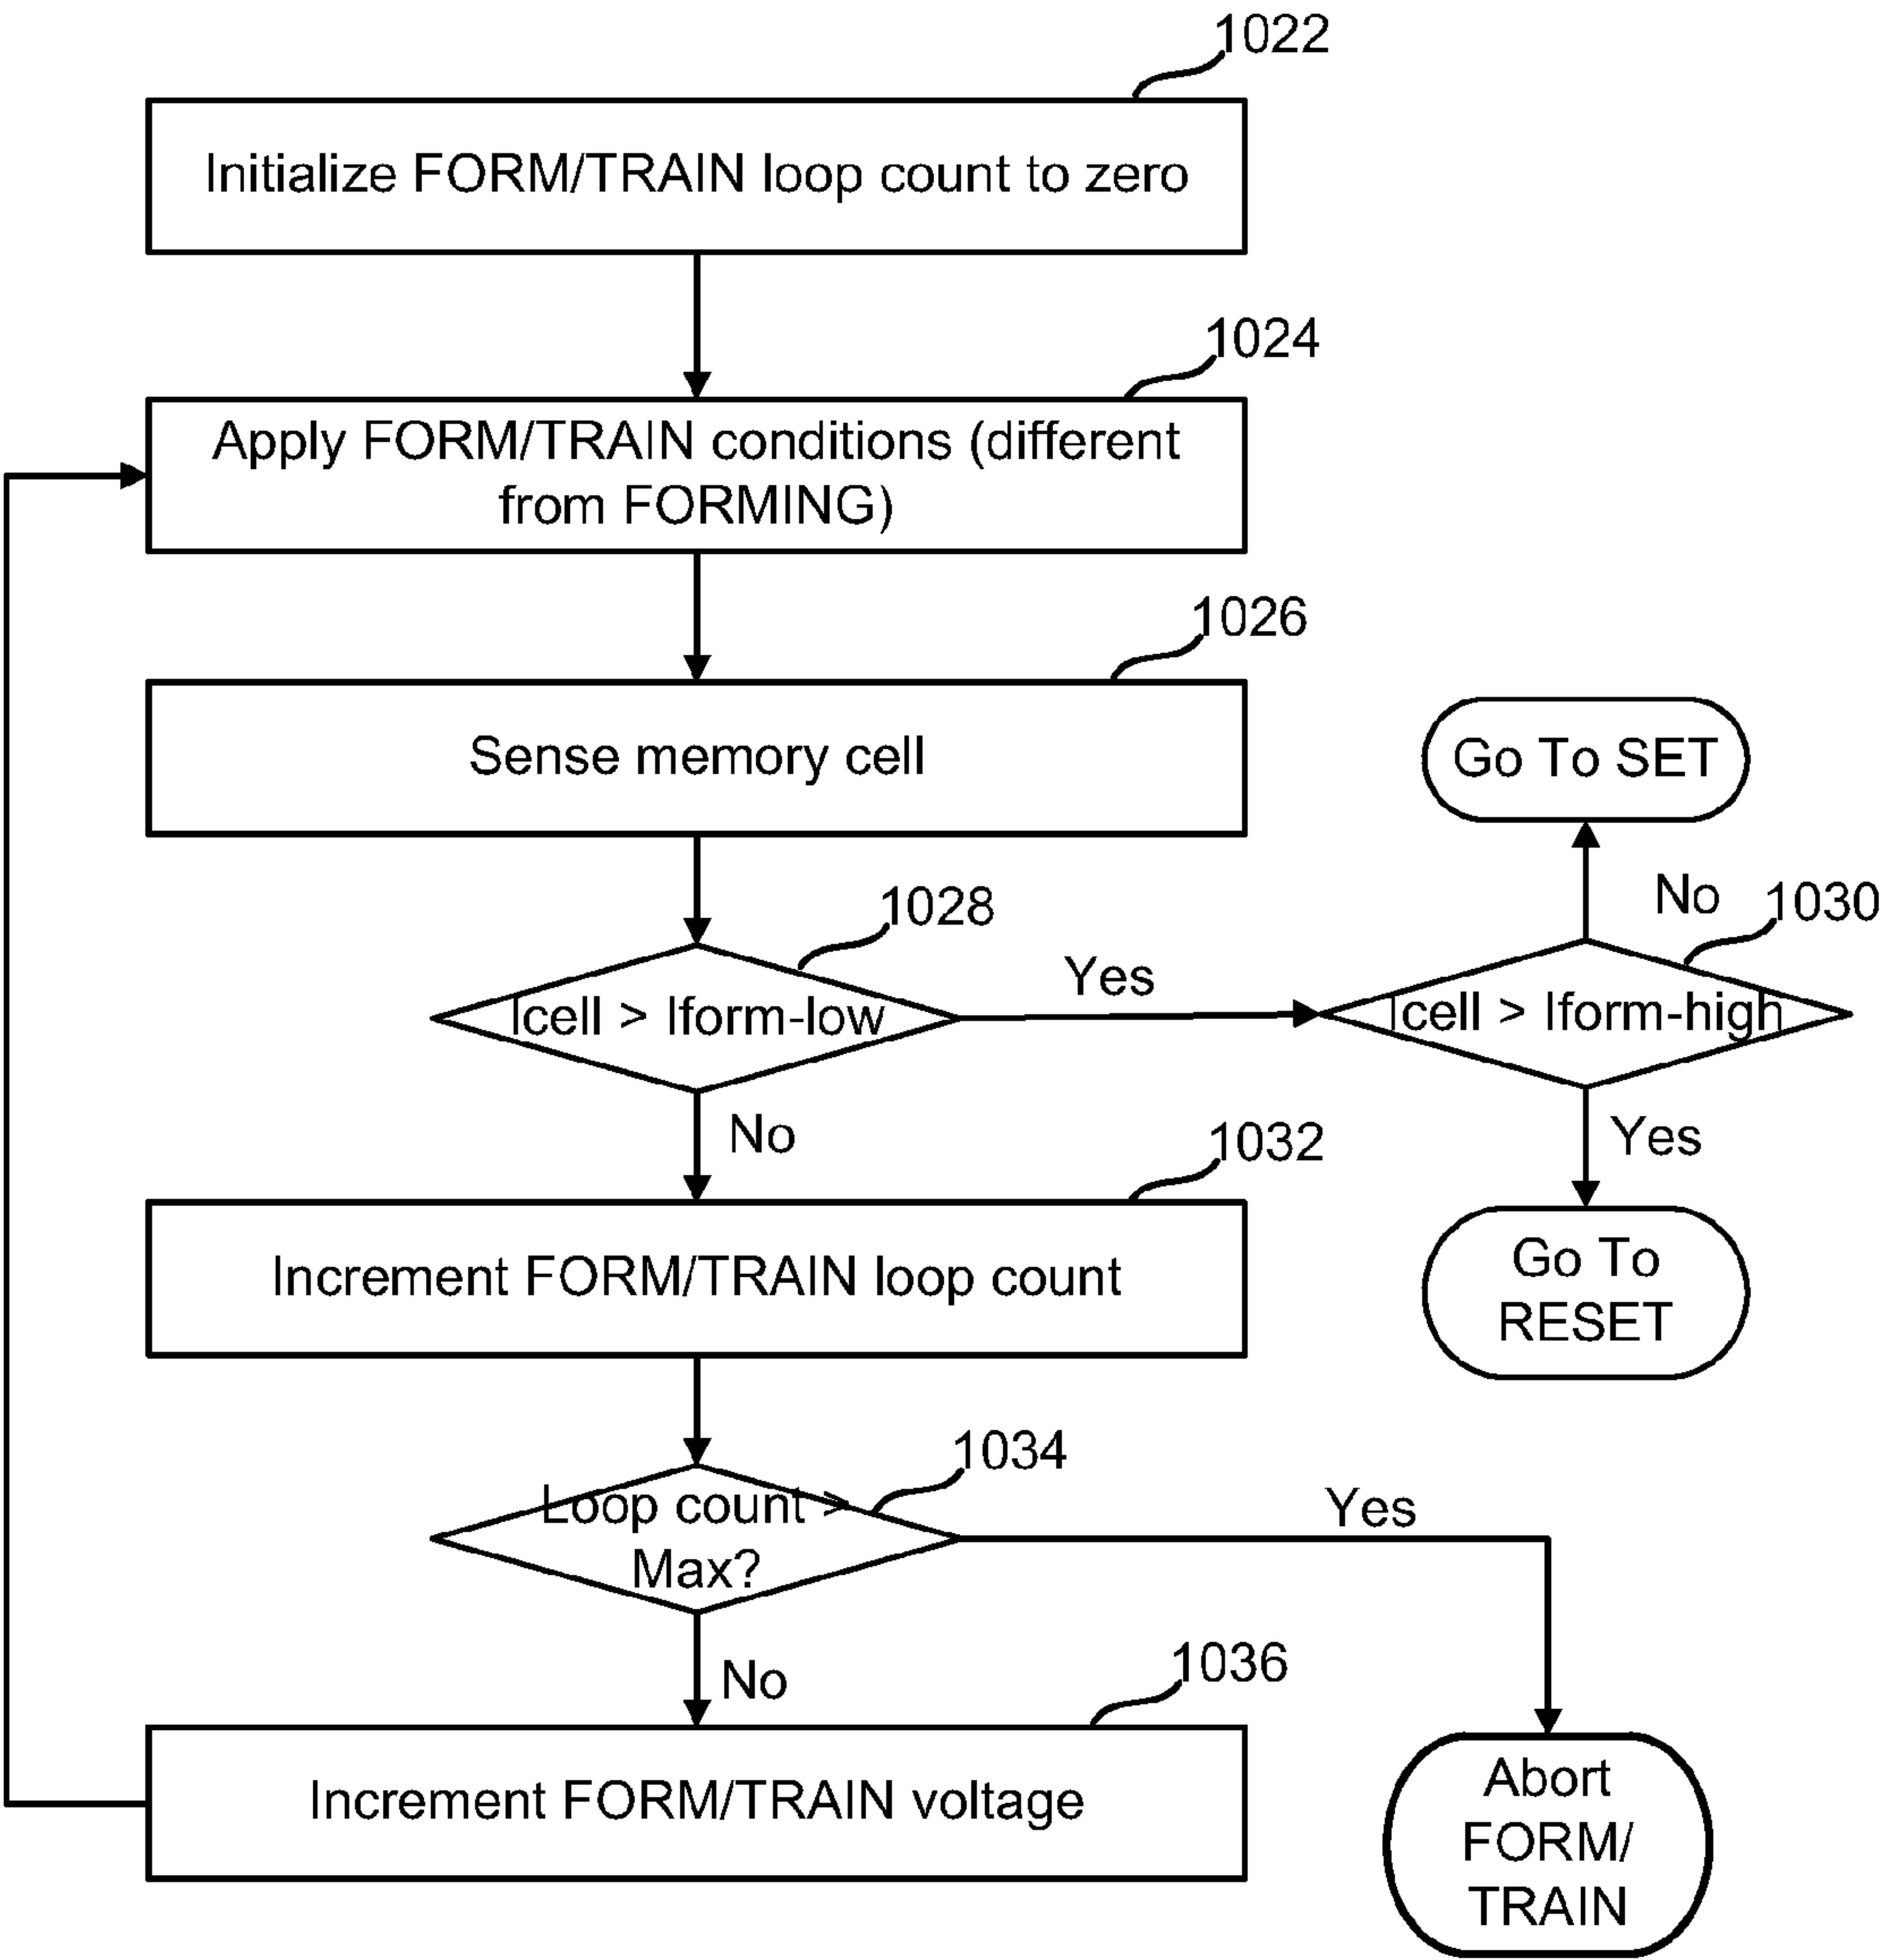 1022
Initialize FORM/TRAIN loop count to zero
1024
Apply FORM/TRAIN conditions (different
from FORMING)
1026
Sense memory cell
Go To SET
1028
No
1030
Icell > Iform-low
Yes
Icell > Iform-high
No
Yes
1032
Increment FORM/TRAIN loop count
Go To
RESET
1034
Loop count >
Max?
Yes
No
1036
Increment FORM/TRAIN voltage
Abort
FORM/
TRAIN